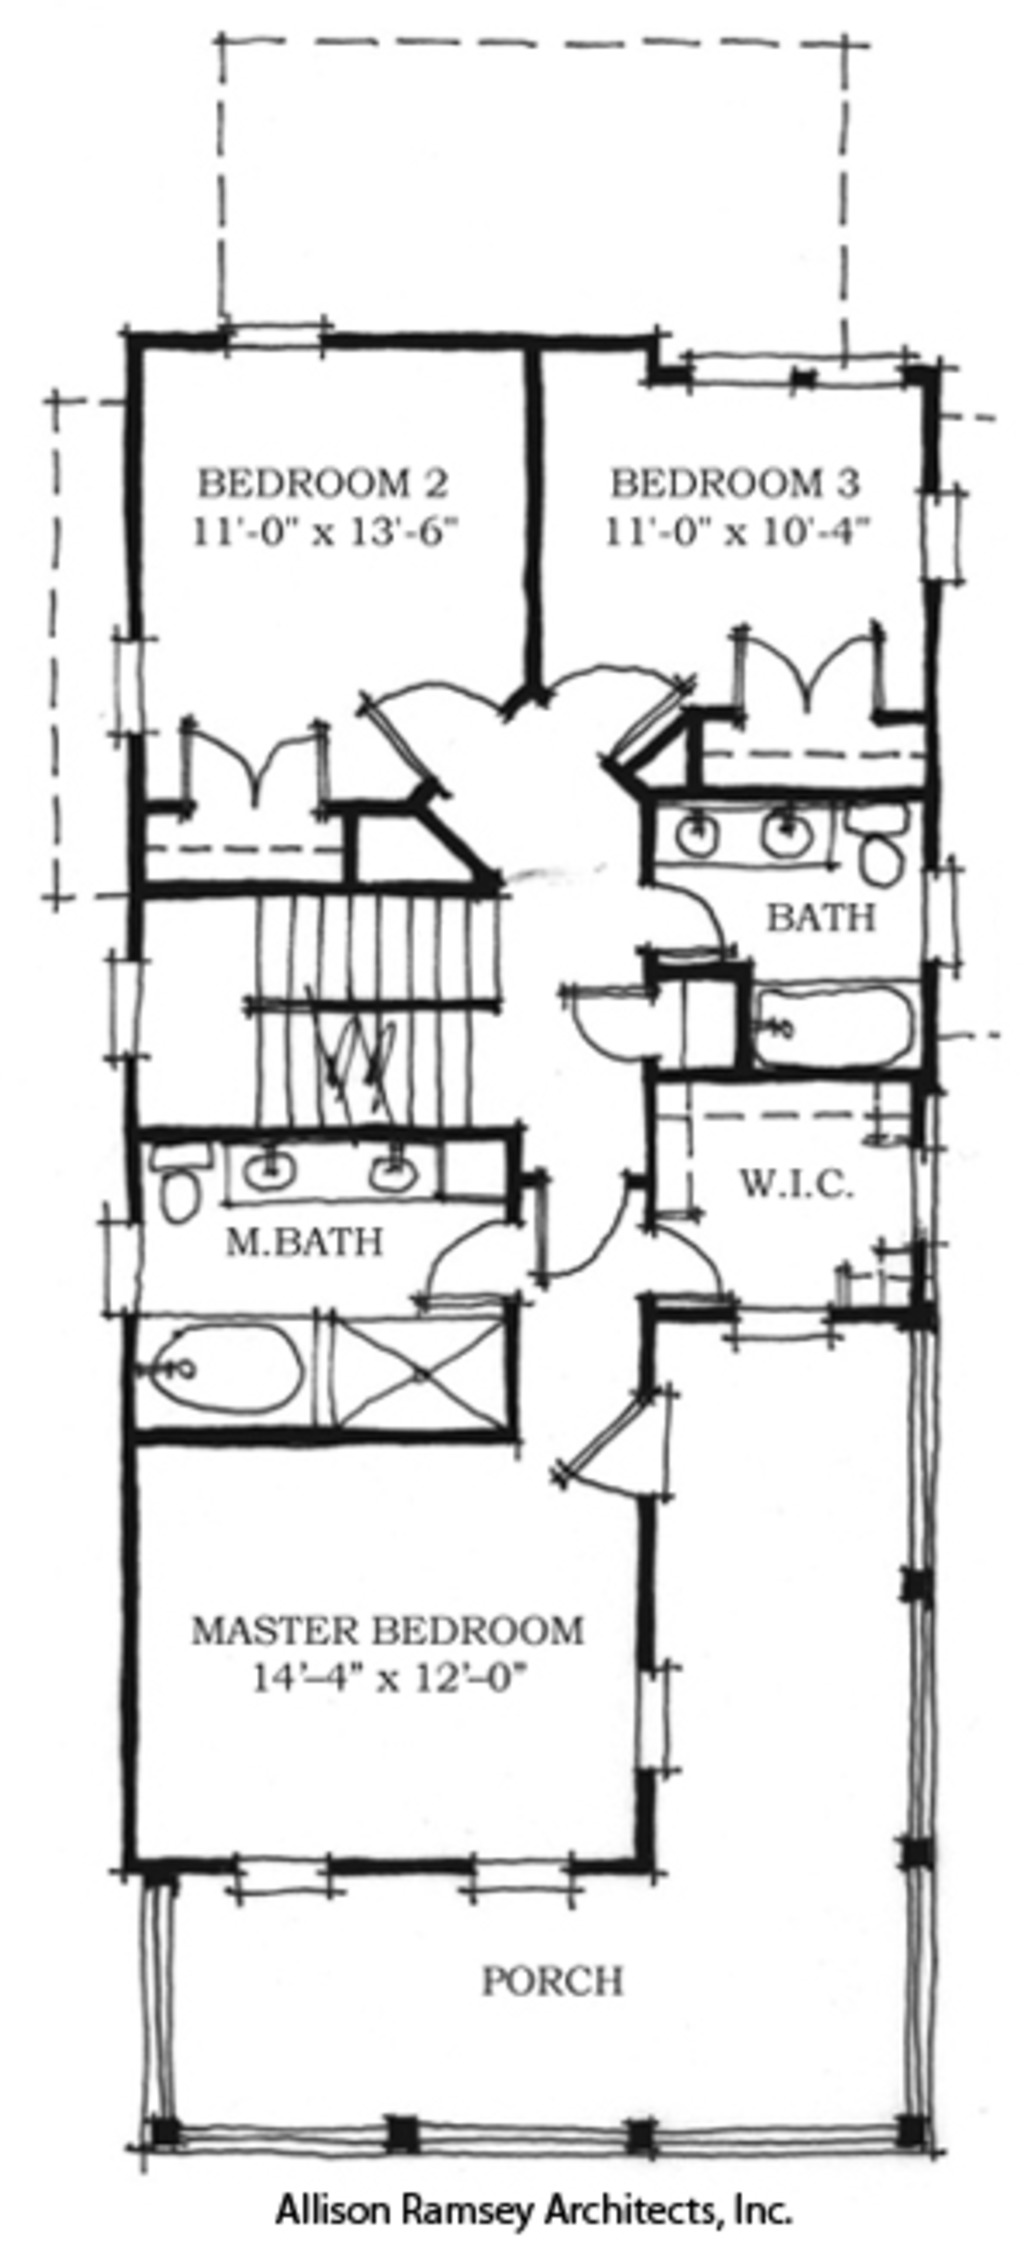 BEDROOM 2
11'-0" x 13'-6"
BEDROOM 3
11'-0" x 10'-4"
BATH
W.I.C.
M.BATH
MASTER BEDROOM
14'–4" x 12'–0"
PORCH
Allison Ramsey Architects, Inc.